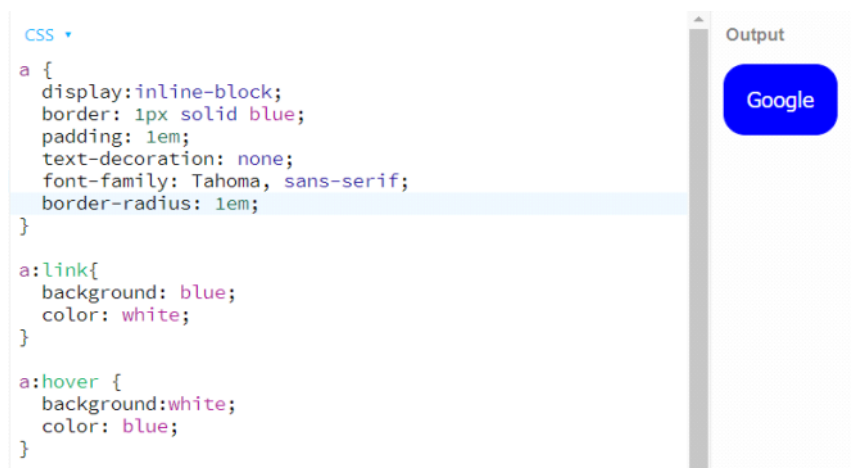 CSS ▾
a {
  display:inline-block;
  border: 1px solid blue;
  padding: 1em;
  text-decoration: none;
  font-family: Tahoma, sans-serif;
  border-radius: 1em;
}

a:link{
  background: blue;
  color: white;
}

a:hover {
  background:white;
  color: blue;
}
Output
Google